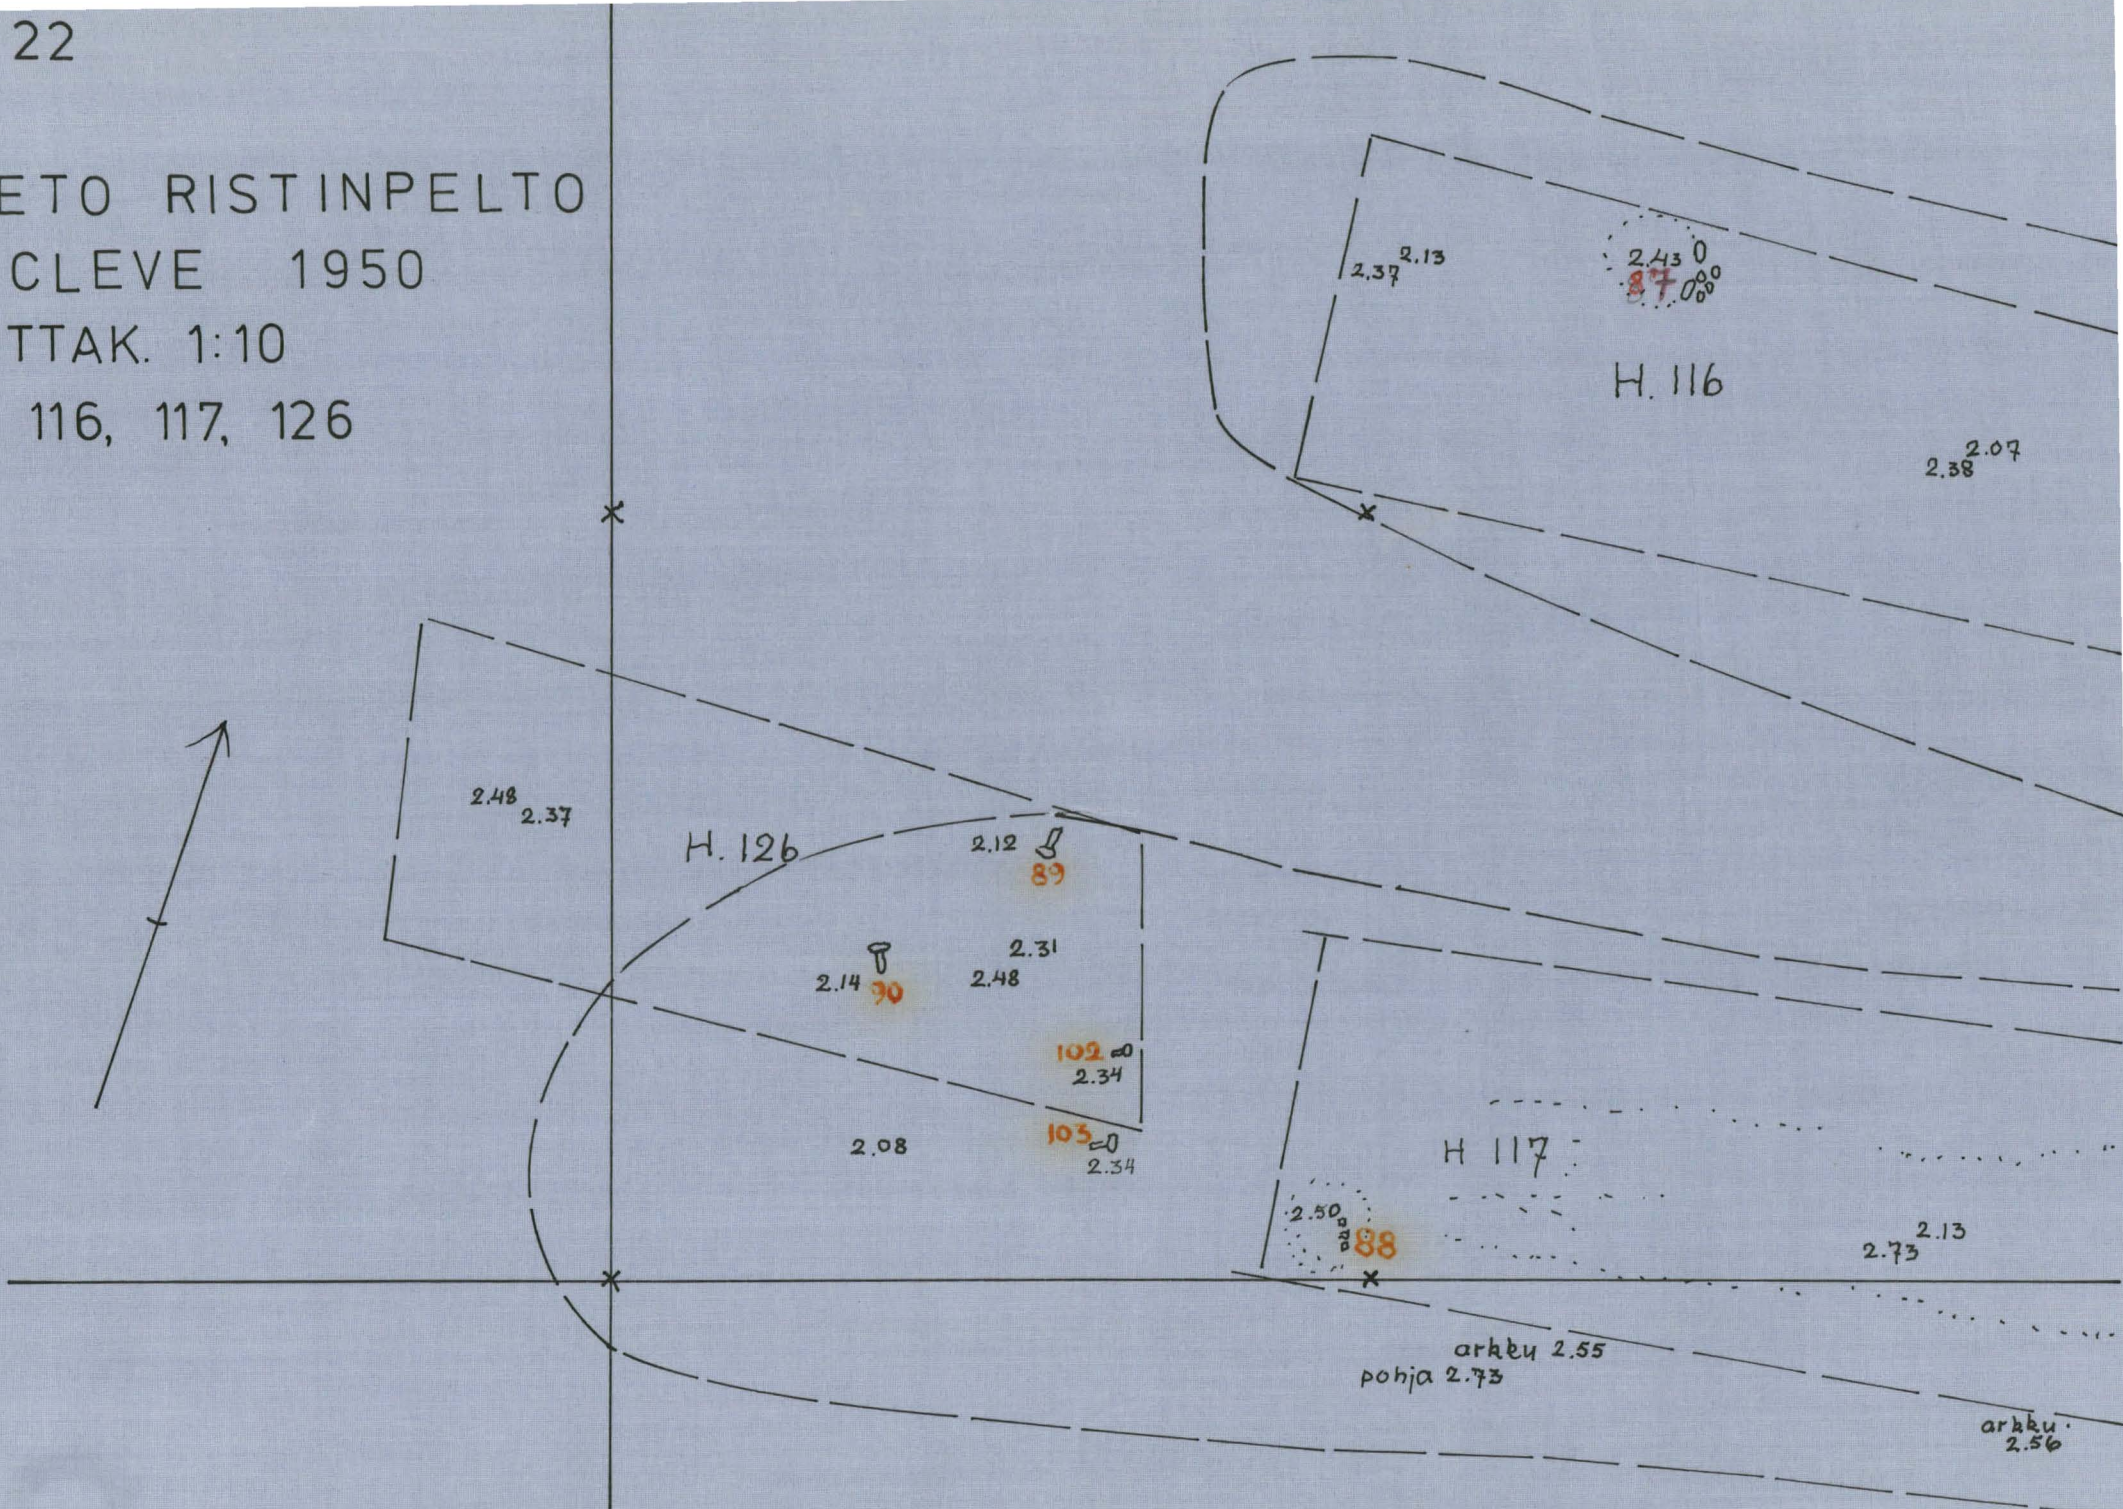 22
ETO RISTINPELTO
CLEVE 1950
TTAK. 1:10
116, 117, 126
2.13
2.37
2.43
87
H. 116
2.07
2.38
2.48
2.37
H. 126
2.12
89
2.31
2.14 90 2.48
102
2.34
103
2.34
2.08
H 117
2.50
88
2.13
2.73
arkku 2.55
pohja 2.73
arkku
2.56